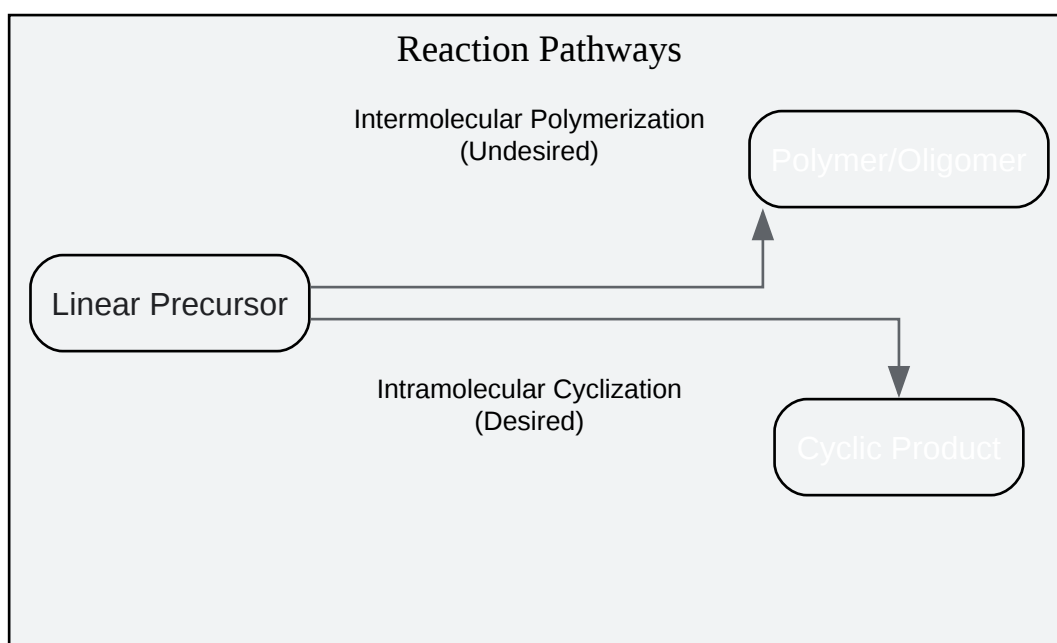 Reaction Pathways
Intermolecular Polymerization
(Undesired)
Polymer/Oligomer
Linear Precursor
Intramolecular Cyclization
(Desired)
Cyclic Product